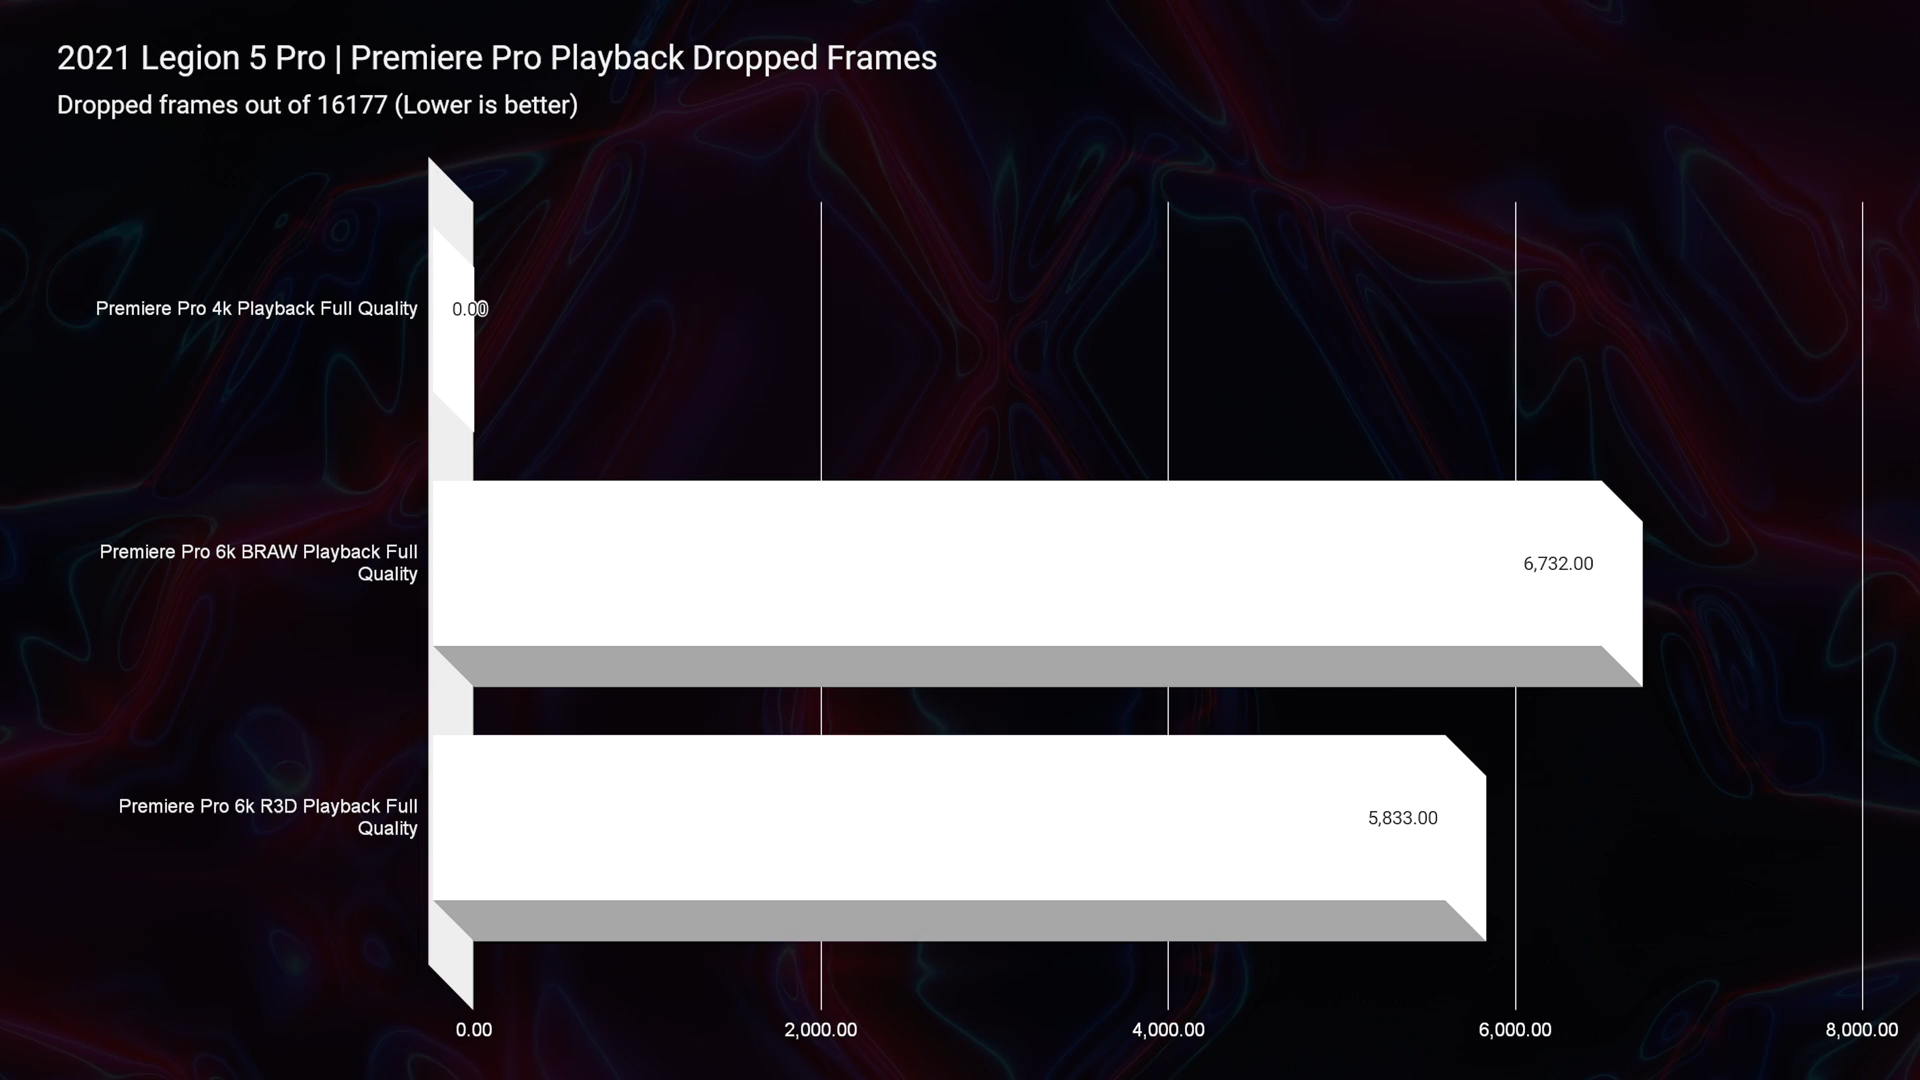 2021 Legion 5 Pro | Premiere Pro Playback Dropped Frames
Dropped frames out of 16177 (Lower is better)
Premiere Pro 4k Playback Full Quality
0.00
Premiere Pro 6k BRAW Playback Full
Quality
6,732.00
Premiere Pro 6k R3D Playback Full
Quality
5,833.00
0.00
2,000.00
4,000.00
6,000.00
8,000.00